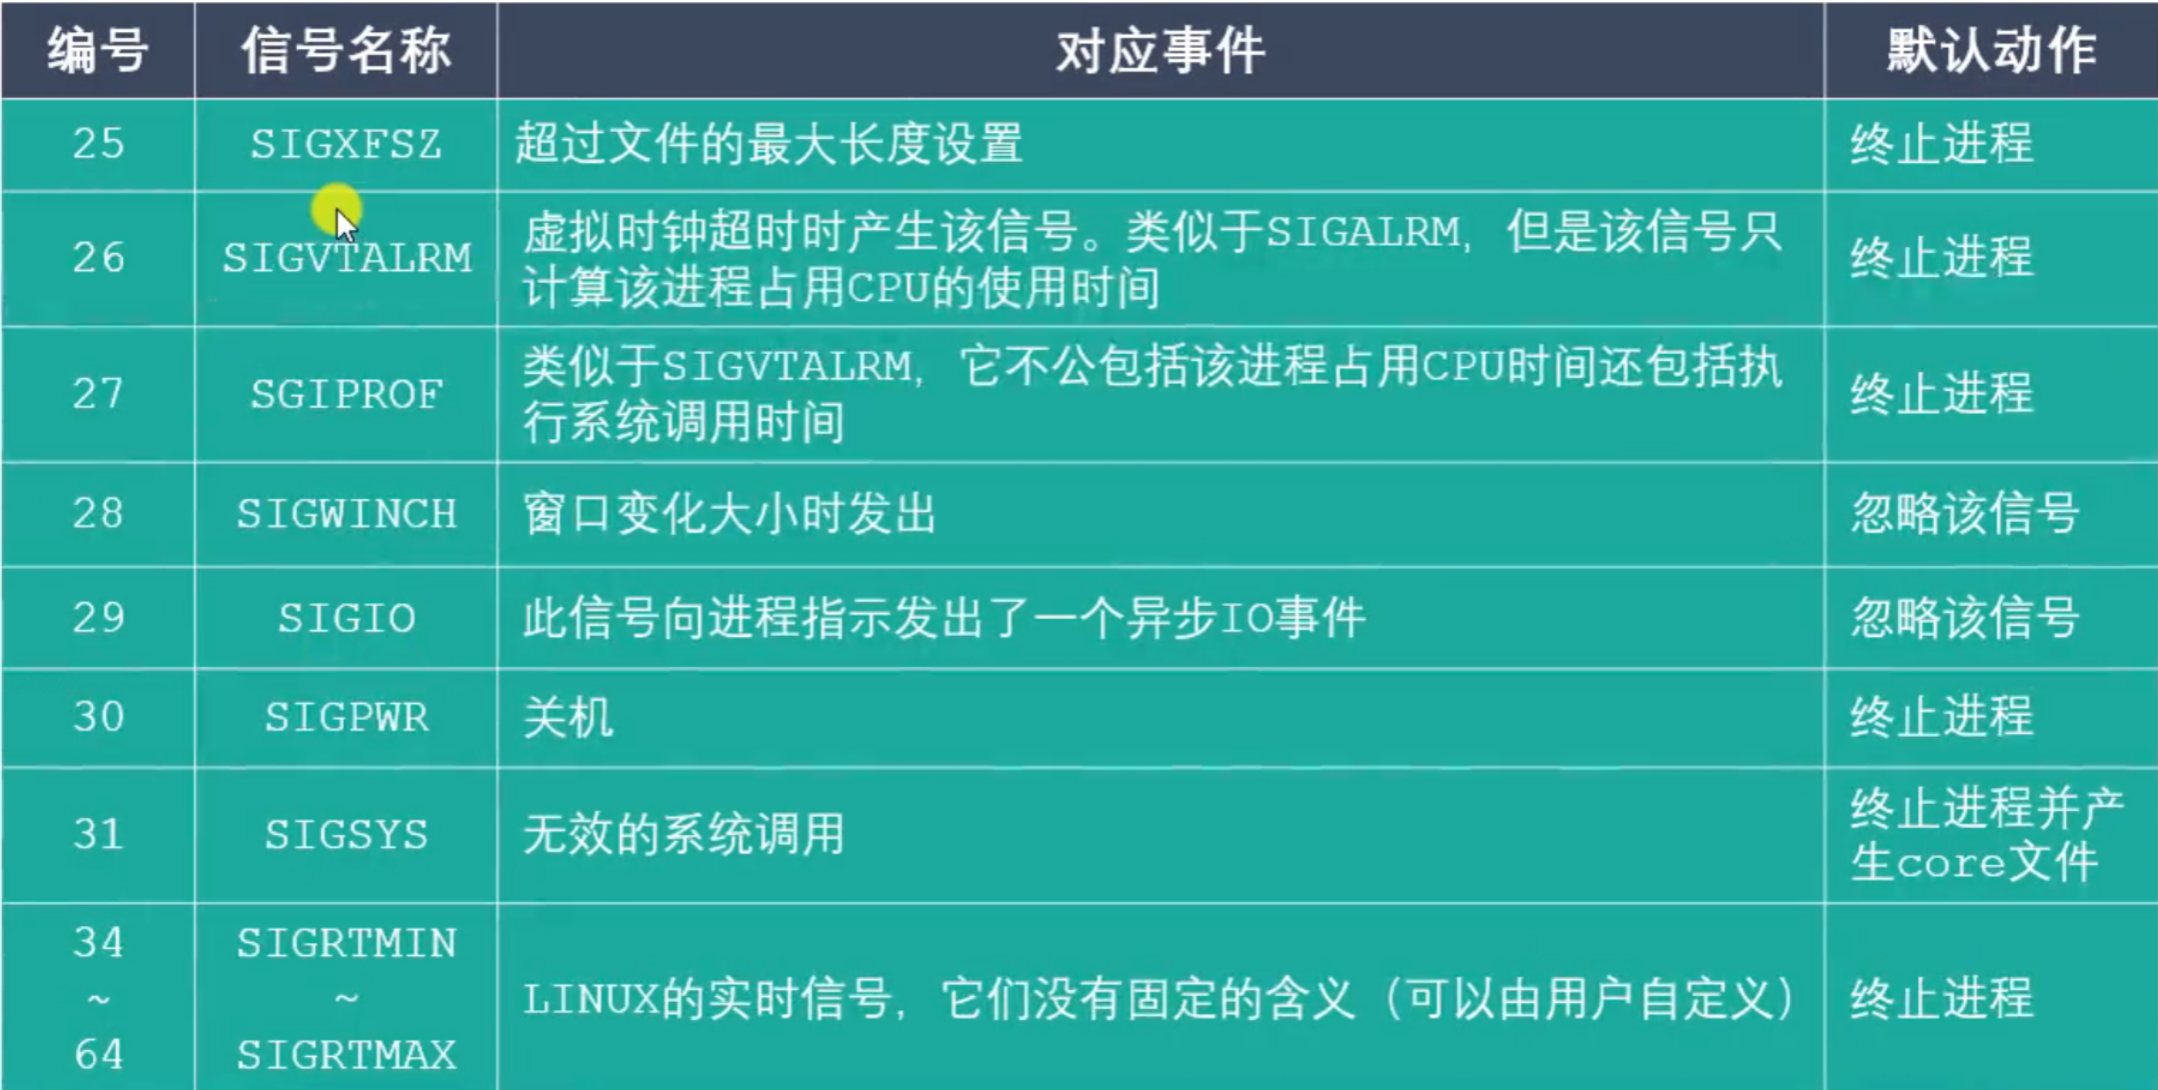 编号 信号名称 对应事件 默认动作
25 SIGXFSZ 超过文件的最大长度设置 终止进程
26 SIGVTALRM 虚拟时钟超时时产生该信号。类似于SIGALRM，但是该信号只
计算该进程占用CPU的使用时间 终止进程
27 SGIPROF 类似于SIGVTALRM，它不公包括该进程占用CPU时间还包括执
行系统调用时间 终止进程
28 SIGWINCH 窗口变化大小时发出 忽略该信号
29 SIGIO 此信号向进程指示发出了一个异步IO事件 忽略该信号
30 SIGPWR 关机 终止进程
31 SIGSYS 无效的系统调用 终止进程并产
生core文件
34 SIGRTMIN
~ ~ LINUX的实时信号，它们没有固定的含义（可以由用户自定义） 终止进程
64 SIGRTMAX